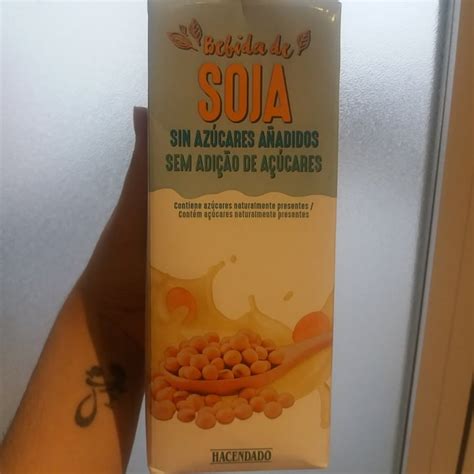 Bebida de
SOJA
SIN AZÚCARES AÑADIDOS
SEM ADIÇÃO DE AÇÚCARES
Contiene azúcares naturalmente presentes /
Contém açúcares naturalmente presentes
HACENDADO